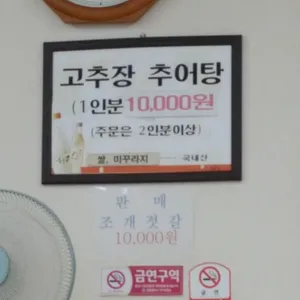 고추장 추어탕
(1인분 10,000원
(주문은 2인분이상)
쌀, 미꾸라지 국내산
판 매
조개젓갈
10,000원
금연구역
금 연